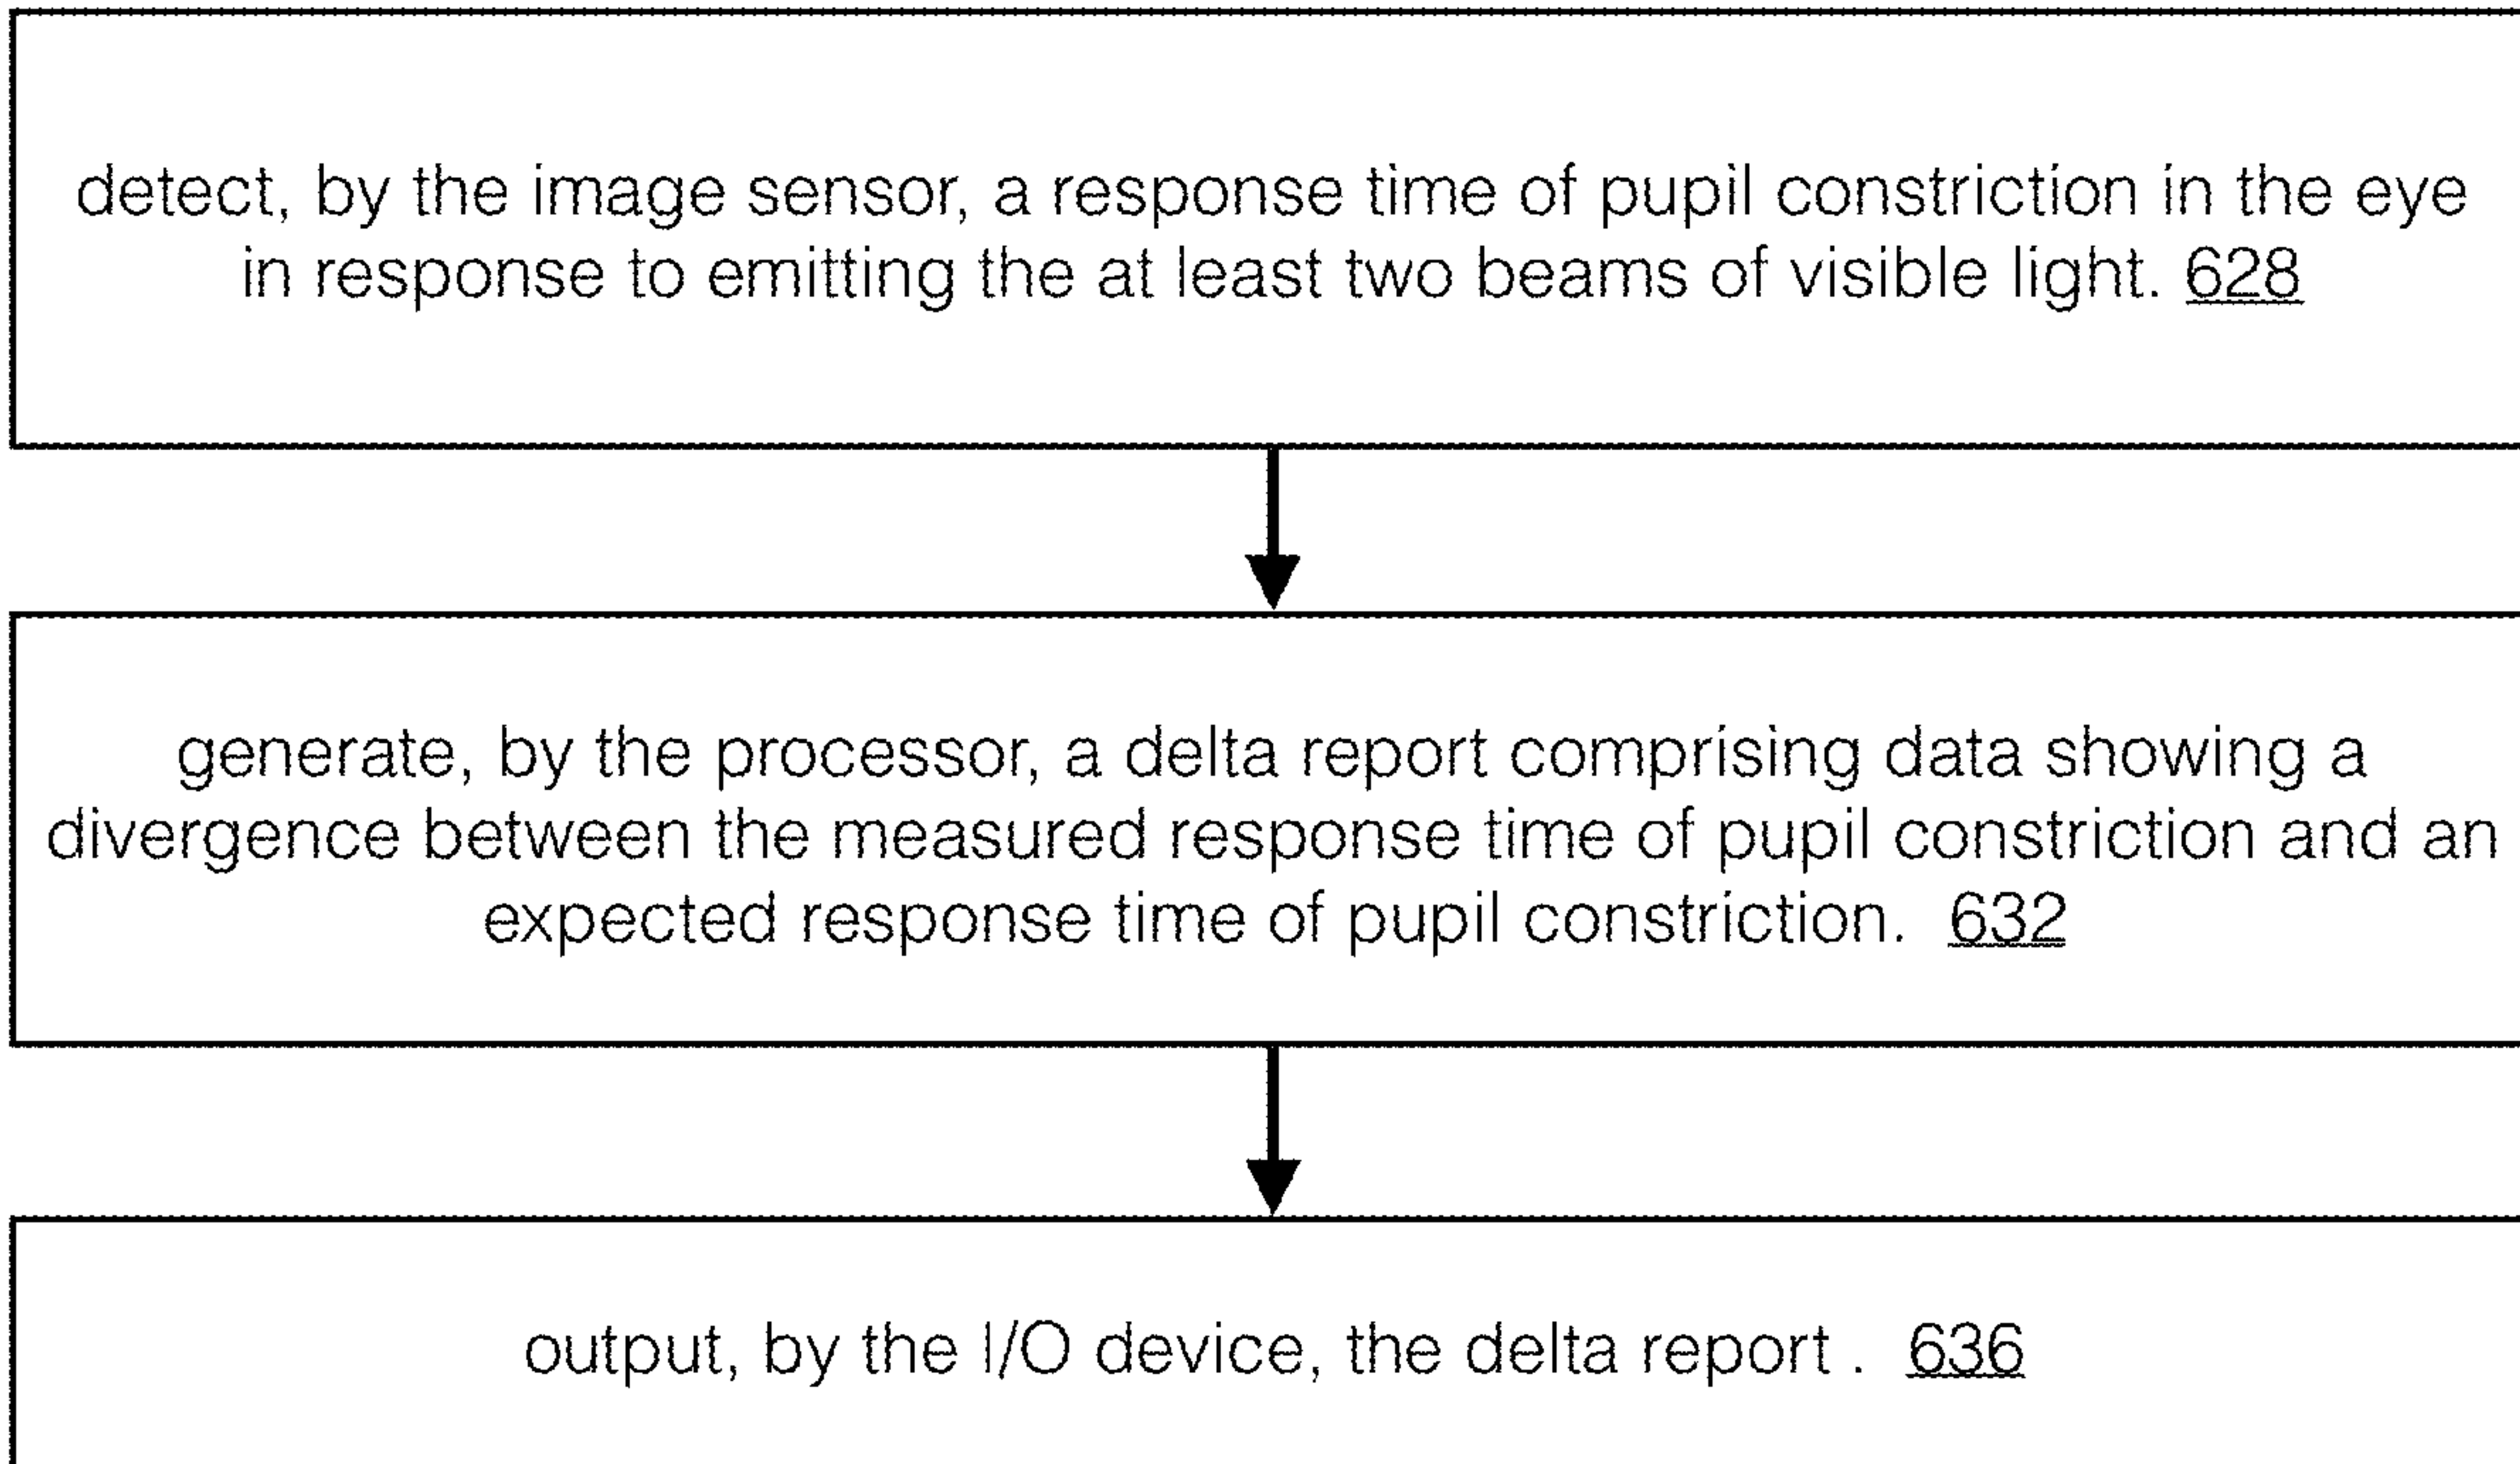 detect, by the image sensor, a response time of pupil constriction in the eye
in response to emitting the at least two beams of visible light. 628
generate, by the processor, a delta report comprising data showing a
divergence between the measured response time of pupil constriction and an
expected response time of pupil constriction. 632
output, by the I/O device, the delta report . 636